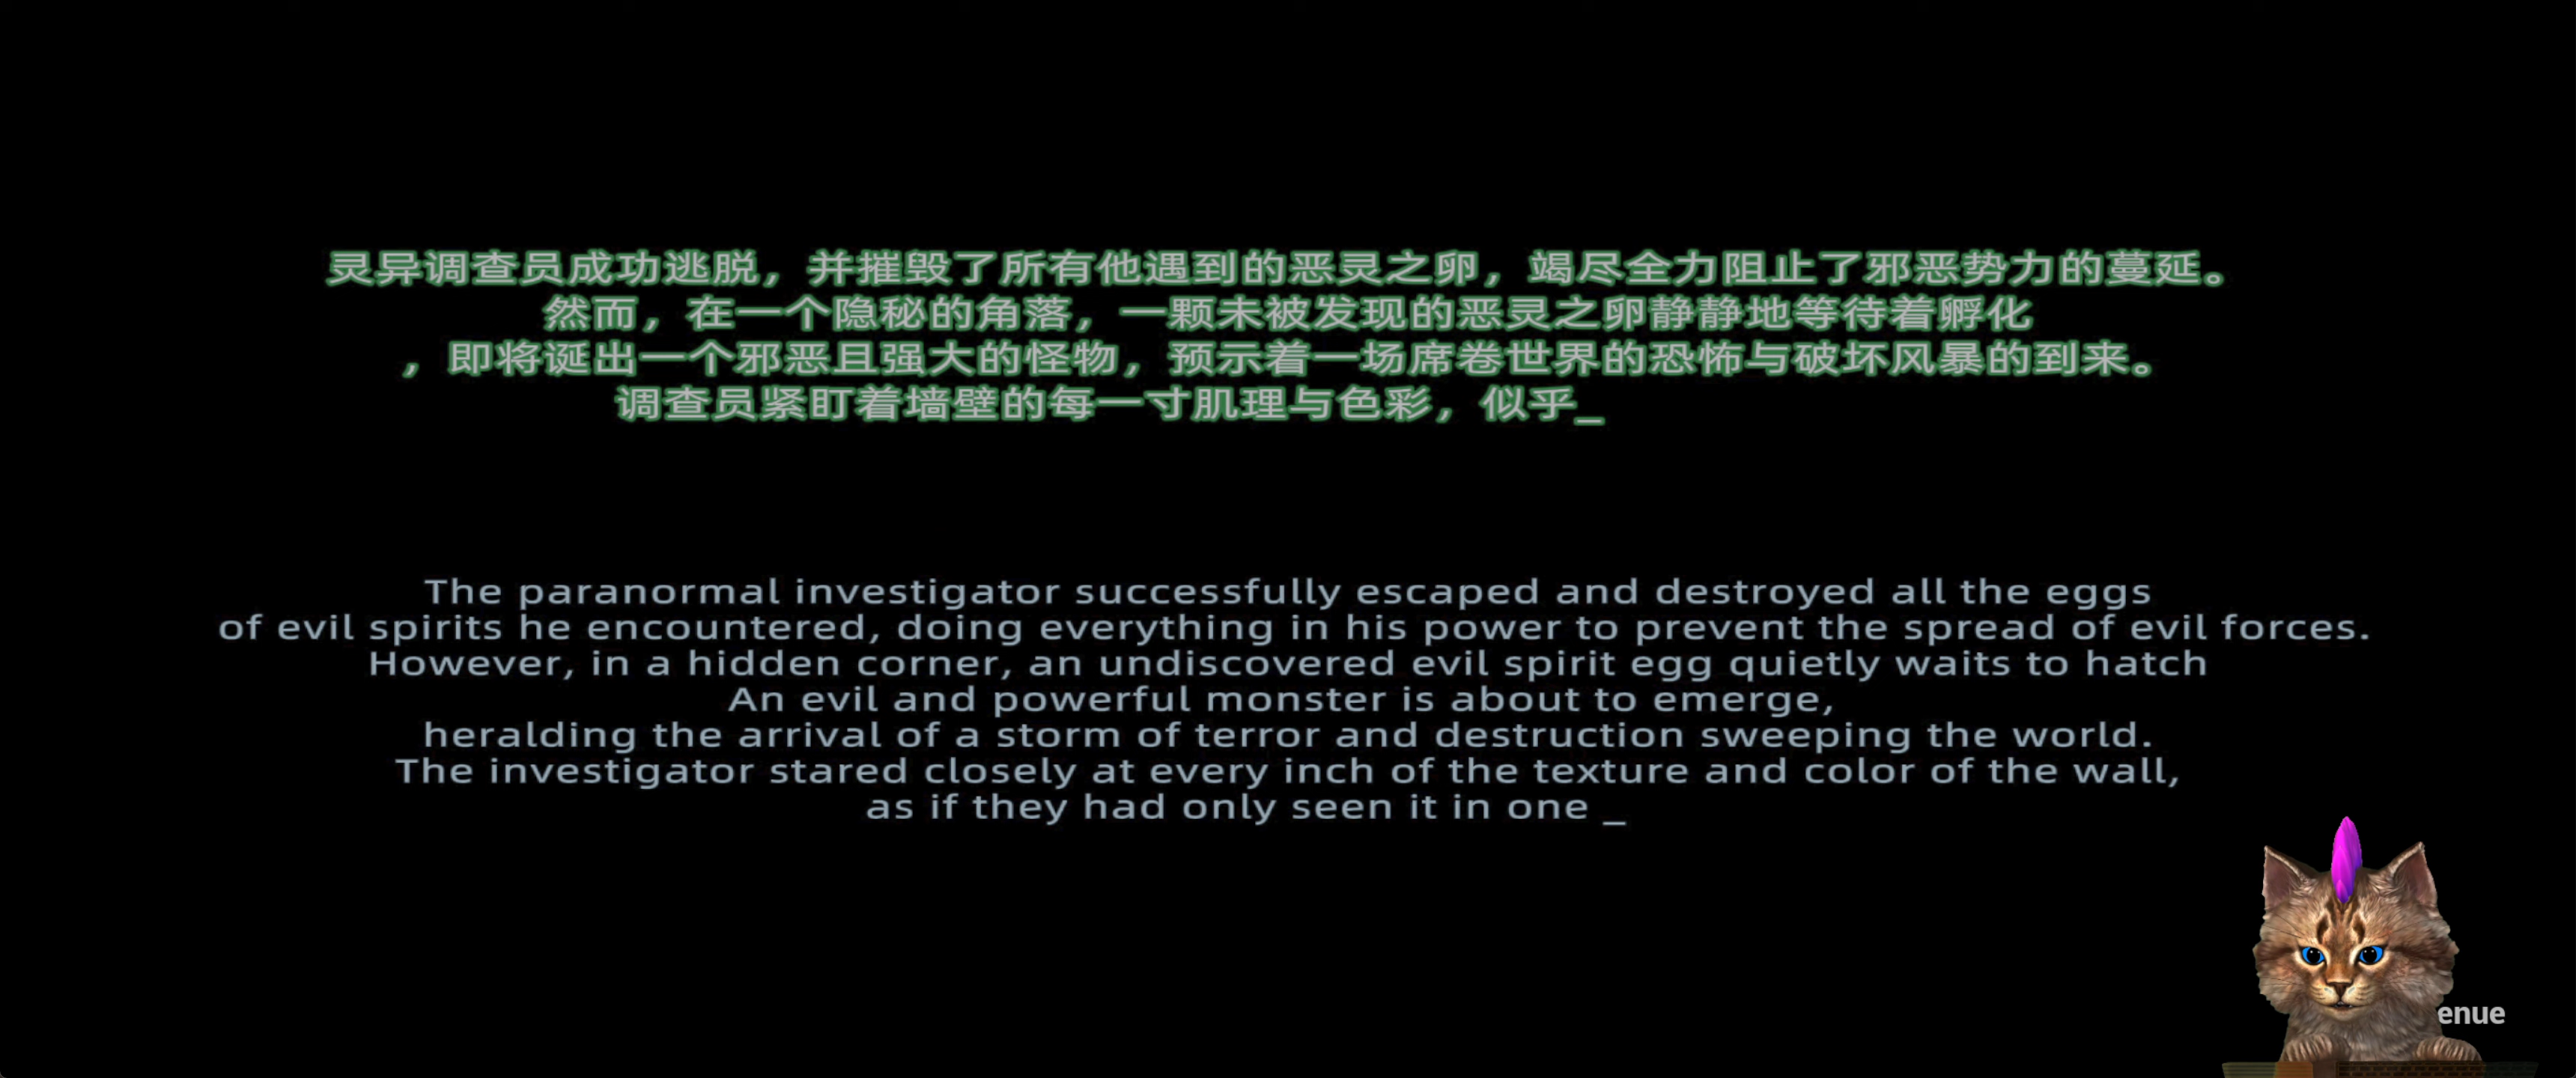 灵异调查员成功逃脱，并摧毁了所有他遇到的恶灵之卵，竭尽全力阻止了邪恶势力的蔓延。
然而，在一个隐秘的角落，一颗未被发现的恶灵之卵静静地等待着孵化
，即将诞出一个邪恶且强大的怪物，预示着一场席卷世界的恐怖与破坏风暴的到来。
调查员紧盯着墙壁的每一寸肌理与色彩，似乎_
The paranormal investigator successfully escaped and destroyed all the eggs
of evil spirits he encountered, doing everything in his power to prevent the spread of evil forces.
However, in a hidden corner, an undiscovered evil spirit egg quietly waits to hatch
An evil and powerful monster is about to emerge,
heralding the arrival of a storm of terror and destruction sweeping the world.
The investigator stared closely at every inch of the texture and color of the wall,
as if they had only seen it in one _
enue